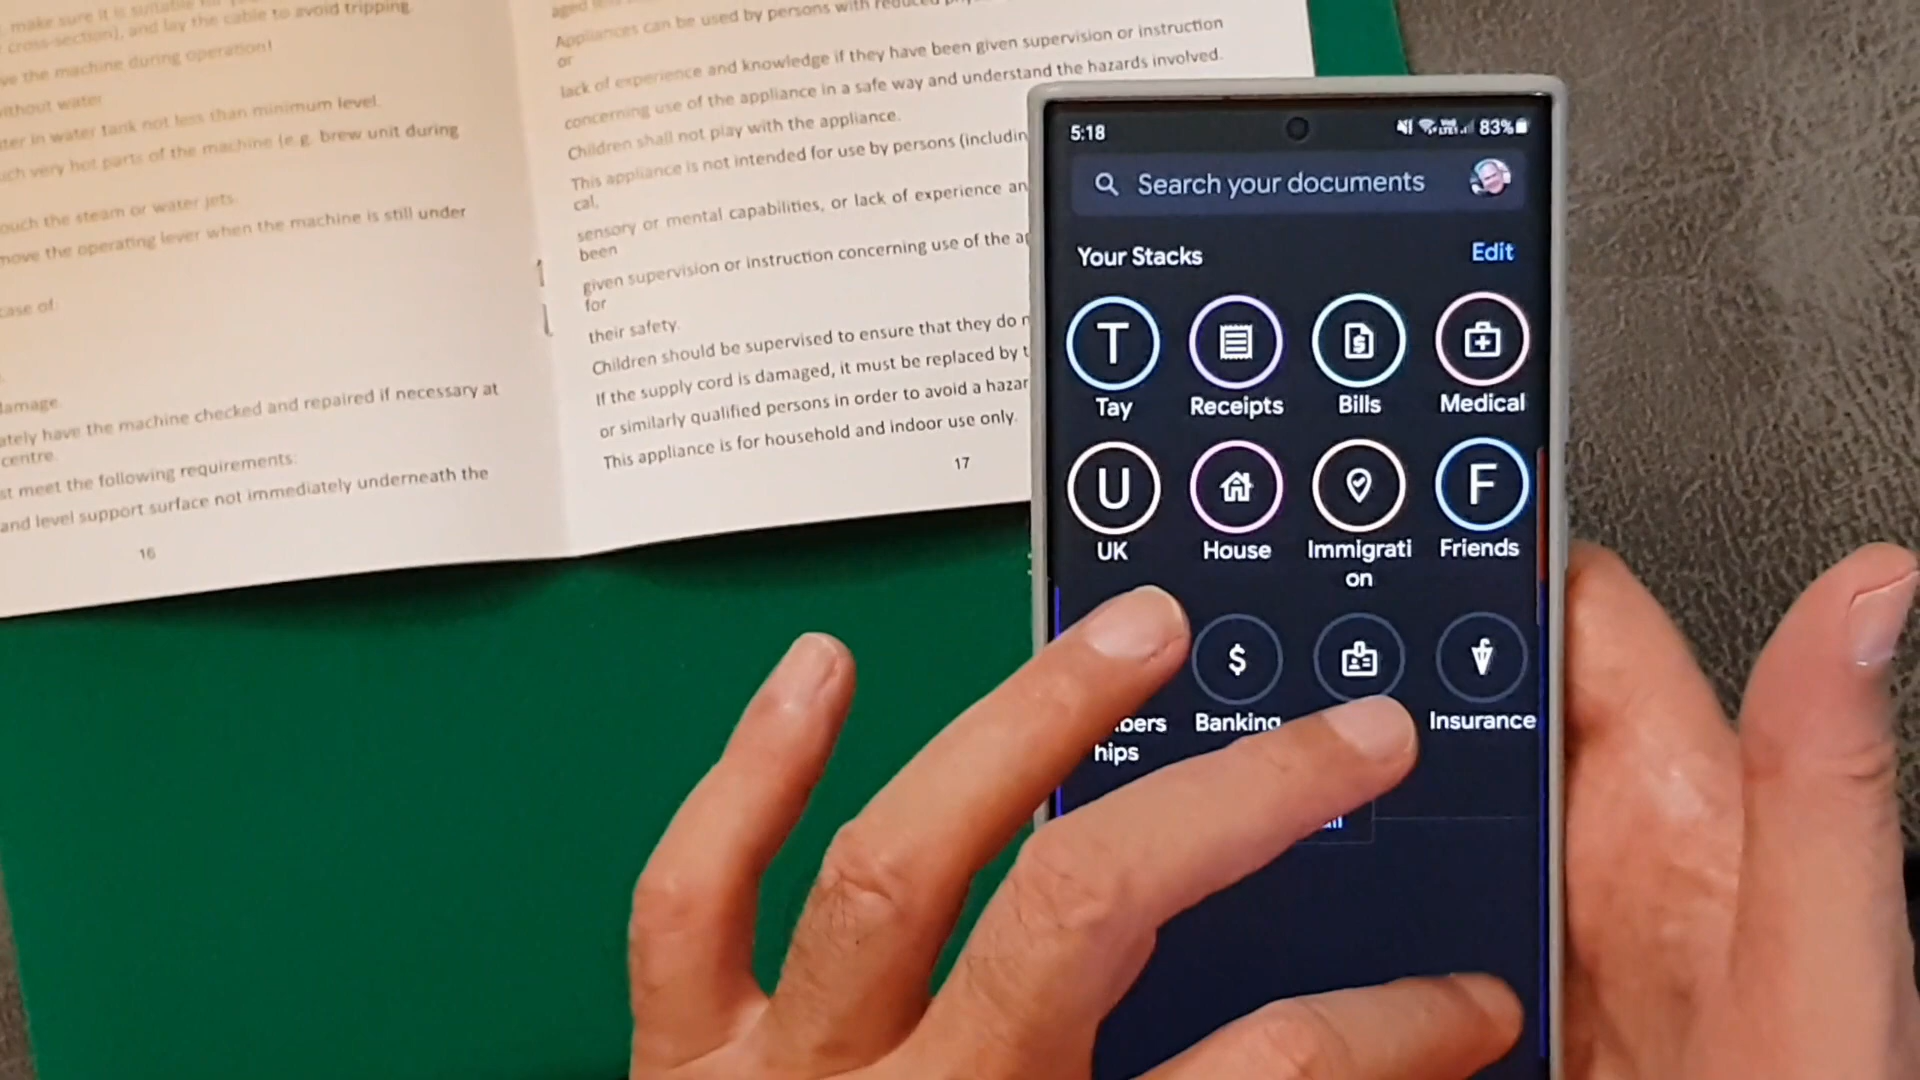 make sure it is suitable
cross-section), and lay the cable to avoid tripping
the machine during operation!
without water
in water tank not less than minimum level.
very hot parts of the machine (e.g. brew unit during
the steam or water jets.
move the operating lever when the machine is still under
case of:
damage.
have the machine checked and repaired if necessary at
centre.
meet the following requirements:
and level support surface not immediately underneath the
16
aged
Appliances can be used by persons with reduced
or
lack of experience and knowledge if they have been given supervision or instruction
concerning use of the appliance in a safe way and understand the hazards involved.
Children shall not play with the appliance.
This appliance is not intended for use by persons
cal,
sensory or mental capabilities, or lack of experience
been
given supervision or instruction concerning use of the
for
their safety.
Children should be supervised to ensure that they do
If the supply cord is damaged, it must be replaced by
or similarly qualified persons in order to avoid a
This appliance is for household and indoor use only.
17
5:18
83%
Search your documents
Your Stacks
Edit
T
Tay
Receipts
Bills
Medical
U
UK
House
Immigrati
on
F
Friends
hips
Banking
Insurance